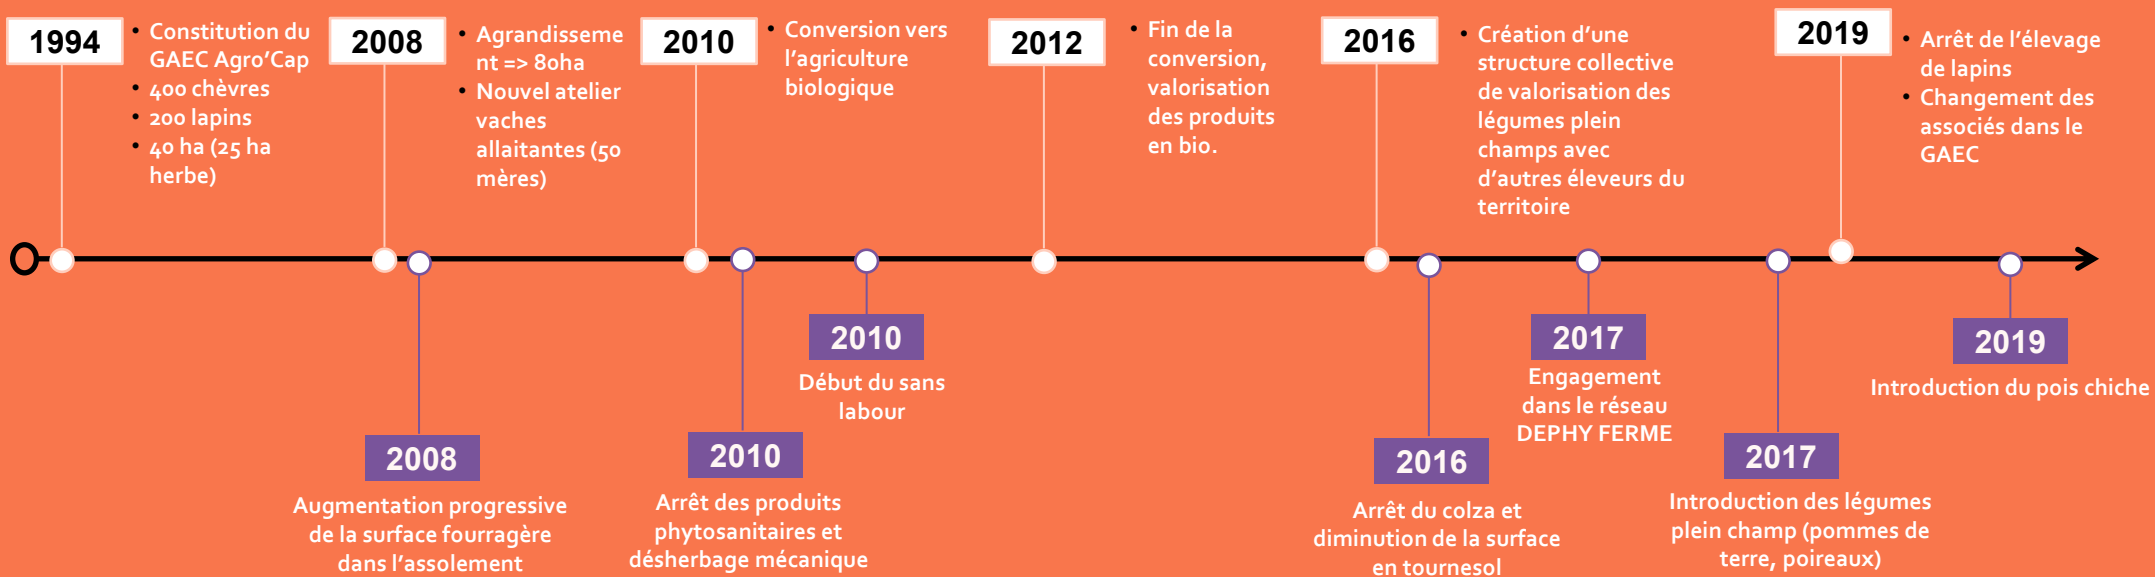 1994
• Constitution du
GAEC Agro’Cap
• 400 chèvres
• 200 lapins
• 40 ha (25 ha
herbe)
2008
• Agrandisseme
nt => 80ha
• Nouvel atelier
vaches
allaitantes (50
mères)
2010
• Conversion vers
l’agriculture
biologique
2012
• Fin de la
conversion,
valorisation
des produits
en bio.
2016
• Création d’une
structure collective
de valorisation des
légumes plein
champs avec
d’autres éleveurs du
territoire
2019
• Arrêt de l’élevage
de lapins
• Changement des
associés dans le
GAEC
2008
Augmentation progressive
de la surface fourragère
dans l’assolement
2010
Arrêt des produits
phytosanitaires et
désherbage mécanique
2010
Début du sans
labour
2016
Arrêt du colza et
diminution de la surface
en tournesol
2017
Engagement
dans le réseau
DEPHY FERME
2017
Introduction des légumes
plein champ (pommes de
terre, poireaux)
2019
Introduction du pois chiche